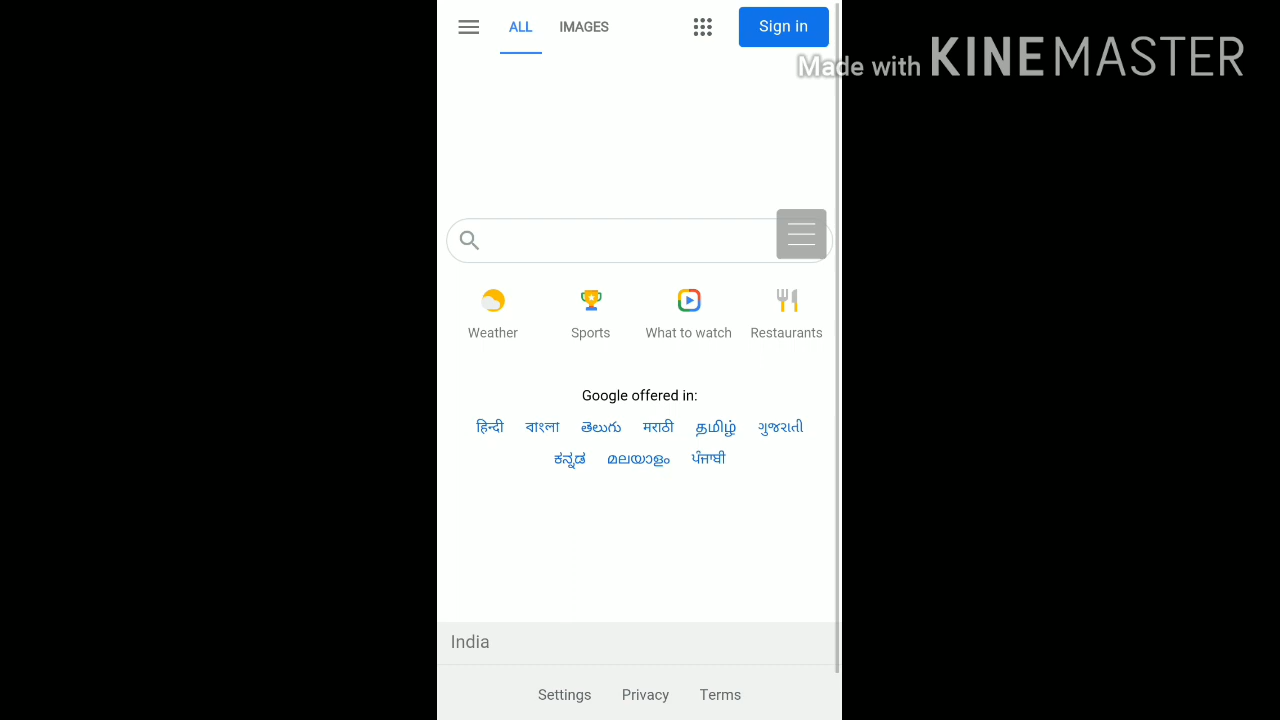 ALL IMAGES Sign in
Made with KINEMASTER
Weather Sports What to watch Restaurants
Google offered in:
हिन्दी বাংলা తెలుగు मराठी தமிழ் ગુજરાતી
ಕನ್ನಡ മലയാളം ਪੰਜਾਬੀ
India
Settings Privacy Terms